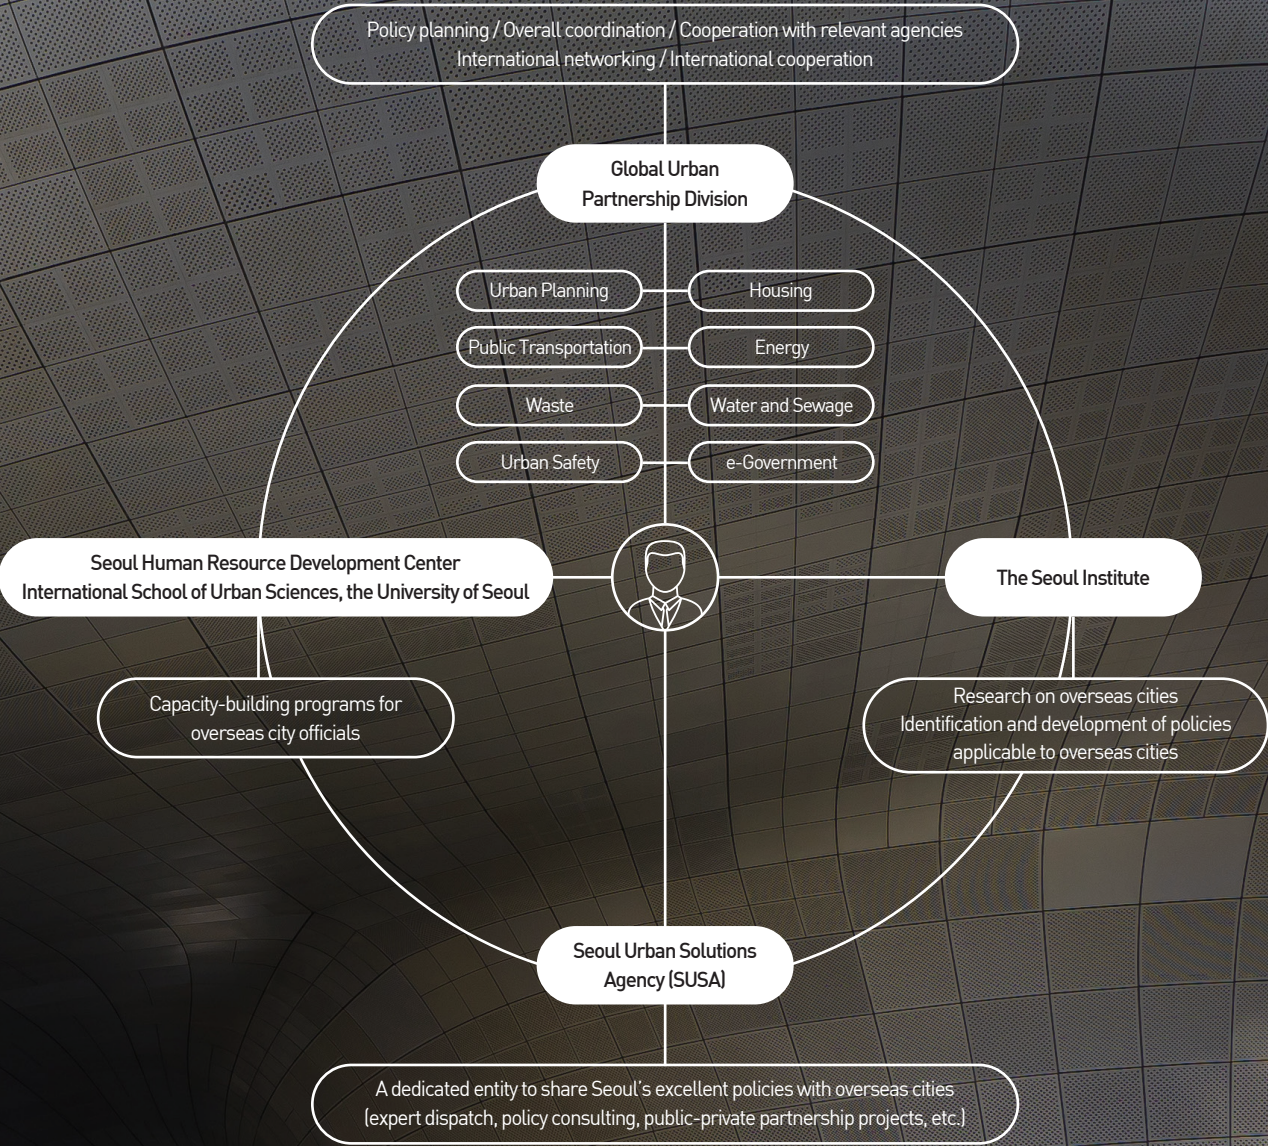 Policy planning / Overall coordination / Cooperation with relevant agencies
International networking / International cooperation
Global Urban
Partnership Division
Urban Planning
Housing
Public Transportation
Energy
Waste
Water and Sewage
Urban Safety
e-Government
Seoul Human Resource Development Center
International School of Urban Sciences, the University of Seoul
The Seoul Institute
Capacity-building programs for
overseas city officials
Research on overseas cities
Identification and development of policies
applicable to overseas cities
Seoul Urban Solutions
Agency (SUSA)
A dedicated entity to share Seoul’s excellent policies with overseas cities
(expert dispatch, policy consulting, public-private partnership projects, etc.)